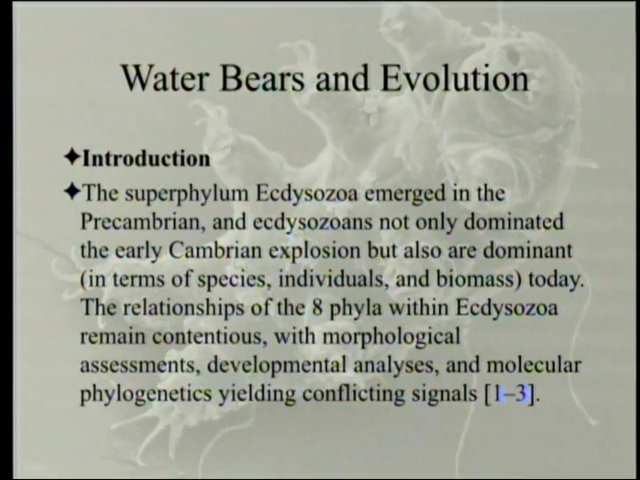 Water Bears and Evolution
✦Introduction
✦The superphylum Ecdysozoa emerged in the
Precambrian, and ecdysozoans not only dominated
the early Cambrian explosion but also are dominant
(in terms of species, individuals, and biomass) today.
The relationships of the 8 phyla within Ecdysozoa
remain contentious, with morphological
assessments, developmental analyses, and molecular
phylogenetics yielding conflicting signals [1–3].